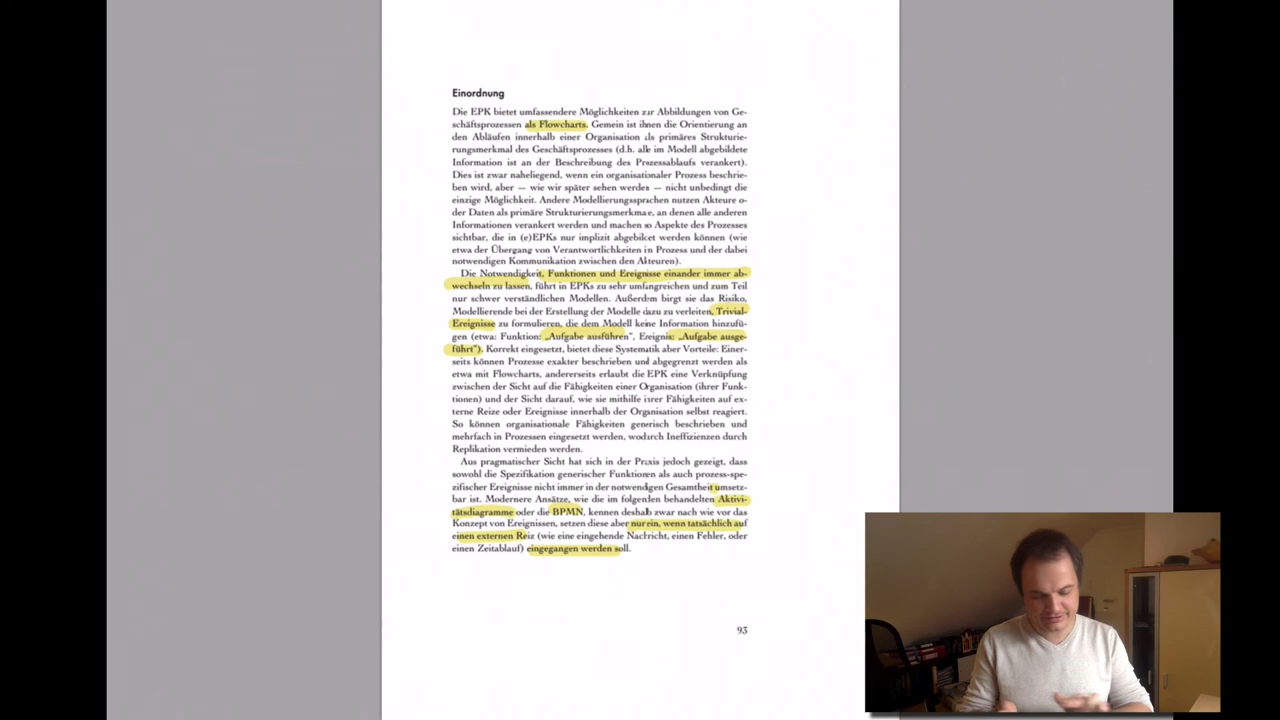 Einordnung
Die EPK bietet umfassendere Möglichkeiten zur Abbildungen von Ge-
schäftsprozessen als Flowcharts. Gemein ist ihnen die Orientierung an
den Abläufen innerhalb einer Organisation als primäres Strukturie-
rungsmerkmal des Geschäftsprozesses (d.h. alle im Modell abgebildete
Information ist an der Beschreibung des Prozessablaufs verankert).
Dies ist zwar naheliegend, wenn ein organisationaler Prozess beschrie-
ben wird, aber — wie wir später sehen werden — nicht unbedingt die
einzige Möglichkeit. Andere Modellierungssprachen nutzen Akteure o-
der Daten als primäre Strukturierungsmerkmale, an denen alle anderen
Informationen verankert werden und machen so Aspekte des Prozesses
sichtbar, die in (e)EPKs nur implizit abgebildet werden können (wie
etwa der Übergang von Verantwortlichkeiten in Prozess und der dabei
notwendigen Kommunikation zwischen den Akteuren).
Die Notwendigkeit, Funktionen und Ereignisse einander immer ab-
wechseln zu lassen, führt in EPKs zu sehr umfangreichen und zum Teil
nur schwer verständlichen Modellen. Außerdem birgt sie das Risiko,
Modellierende bei der Erstellung der Modelle dazu zu verleiten, Trivial-
Ereignisse zu formulieren, die dem Modell keine Information hinzufü-
gen (etwa: Funktion: „Aufgabe ausführen", Ereignis: „Aufgabe ausge-
führt"). Korrekt eingesetzt, bietet diese Systematik aber Vorteile: Einer-
seits können Prozesse exakter beschrieben und abgegrenzt werden als
etwa mit Flowcharts, andererseits erlaubt die EPK eine Verknüpfung
zwischen der Sicht auf die Fähigkeiten einer Organisation (ihrer Funk-
tionen) und der Sicht darauf, wie sie mithilfe ihrer Fähigkeiten auf ex-
terne Reize oder Ereignisse innerhalb der Organisation selbst reagiert.
So können organisationale Fähigkeiten generisch beschrieben und
mehrfach in Prozessen eingesetzt werden, wodurch Ineffizienzen durch
Replikation vermieden werden.
Aus pragmatischer Sicht hat sich in der Praxis jedoch gezeigt, dass
sowohl die Spezifikation generischer Funktionen als auch prozess-spe-
zifischer Ereignisse nicht immer in der notwendigen Gesamtheit umsetz-
bar ist. Modernere Ansätze, wie die im folgenden behandelten Aktivi-
tätsdiagramme oder die BPMN, kennen deshalb zwar nach wie vor das
Konzept von Ereignissen, setzen diese aber nur ein, wenn tatsächlich auf
einen externen Reiz (wie eine eingehende Nachricht, einen Fehler, oder
einen Zeitablauf) eingegangen werden soll.
93